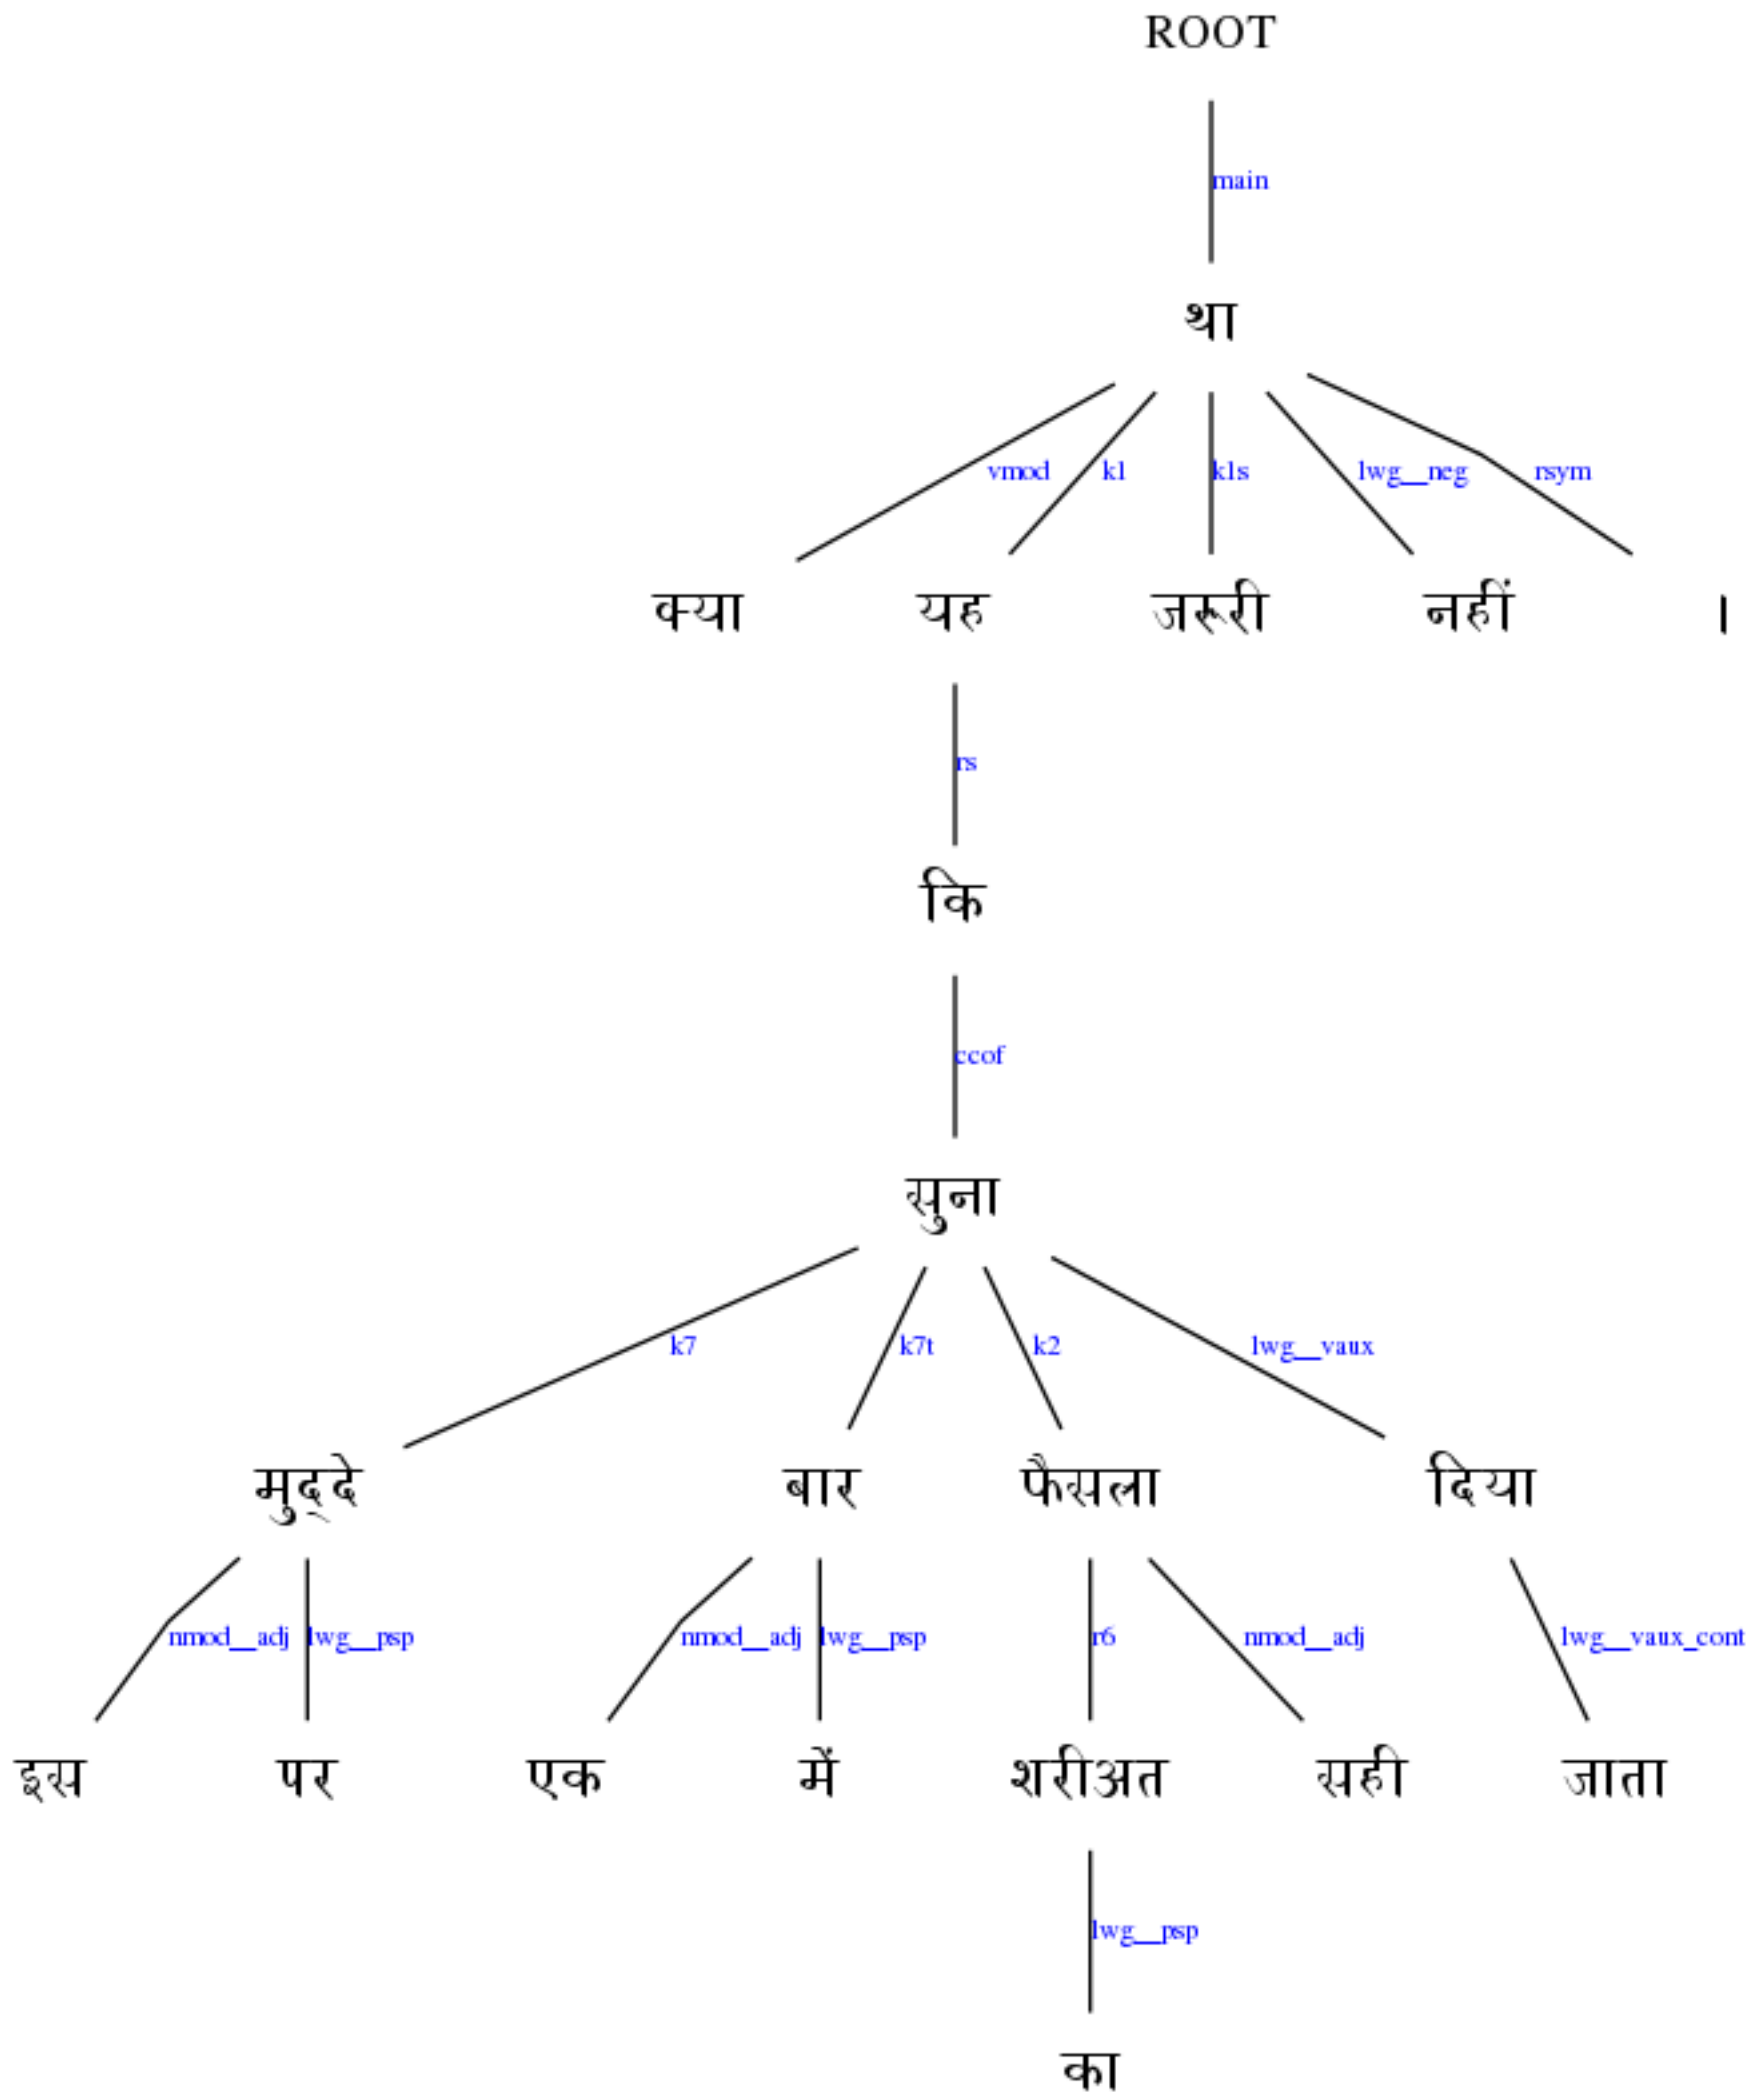 ROOT
main
था
vmod k1 k1s lwg__neg rsym
क्या यह जरूरी नहीं ।
rs
कि
ccof
सुना
k7 k7t k2 lwg__vaux
मुद्दे बार फैसला दिया
nmod__adj lwg__psp nmod__adj lwg__psp r6 nmod__adj lwg__vaux_cont
इस पर एक में शरीअत सही जाता
lwg__psp
का